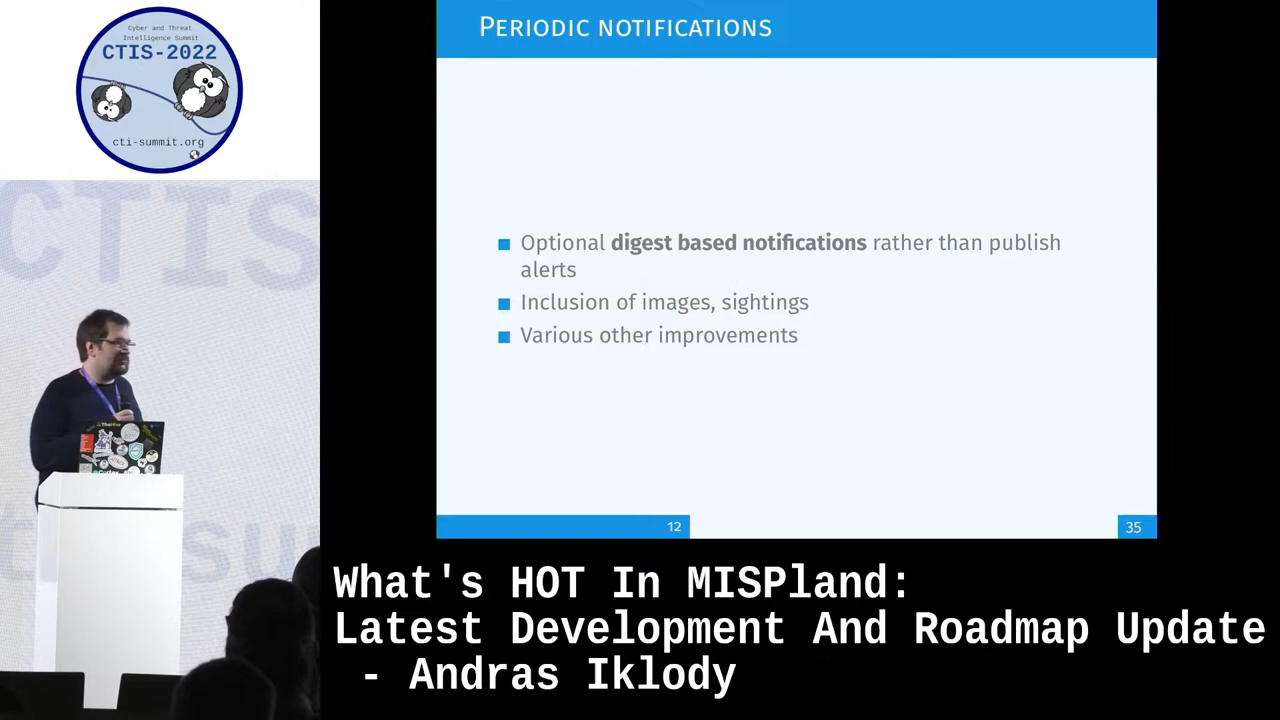 Cyber and Threat
Intelligence Summit
CTIS-2022
cti-summit.org
PERIODIC NOTIFICATIONS
Optional digest based notifications rather than publish
alerts
Inclusion of images, sightings
Various other improvements
12
35
CTIS
su
What's HOT In MISPland:
Latest Development And Roadmap Update
- Andras Iklody